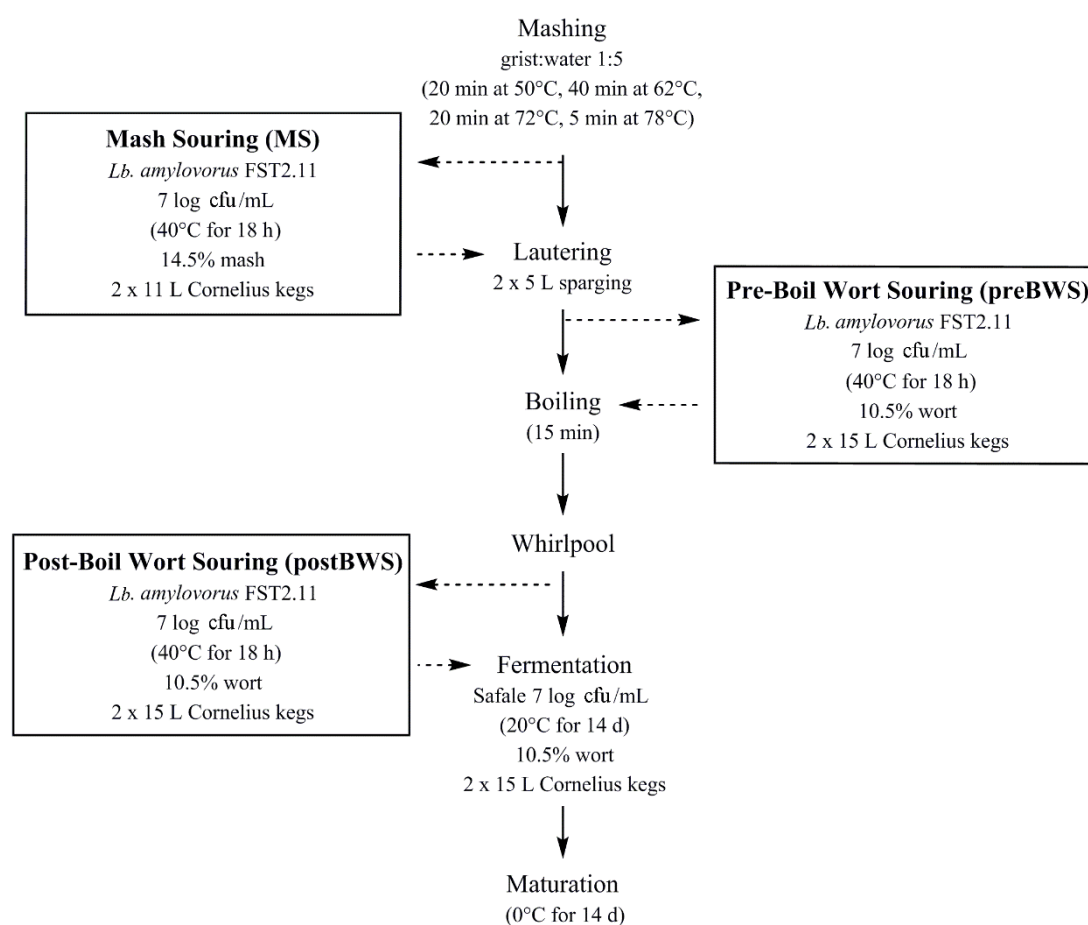 Mashing
grist:water 1:5
(20 min at 50°C, 40 min at 62°C,
20 min at 72°C, 5 min at 78°C)
Mash Souring (MS)
Lb. amylovorus FST2.11
7 log cfu/mL
(40°C for 18 h)
14.5% mash
2 x 11 L Cornelius kegs
Lautering
2 x 5 L sparging
Pre-Boil Wort Souring (preBWS)
Lb. amylovorus FST2.11
7 log cfu/mL
(40°C for 18 h)
10.5% wort
2 x 15 L Cornelius kegs
Boiling
(15 min)
Whirlpool
Post-Boil Wort Souring (postBWS)
Lb. amylovorus FST2.11
7 log cfu/mL
(40°C for 18 h)
10.5% wort
2 x 15 L Cornelius kegs
Fermentation
Safale 7 log cfu/mL
(20°C for 14 d)
10.5% wort
2 x 15 L Cornelius kegs
Maturation
(0°C for 14 d)